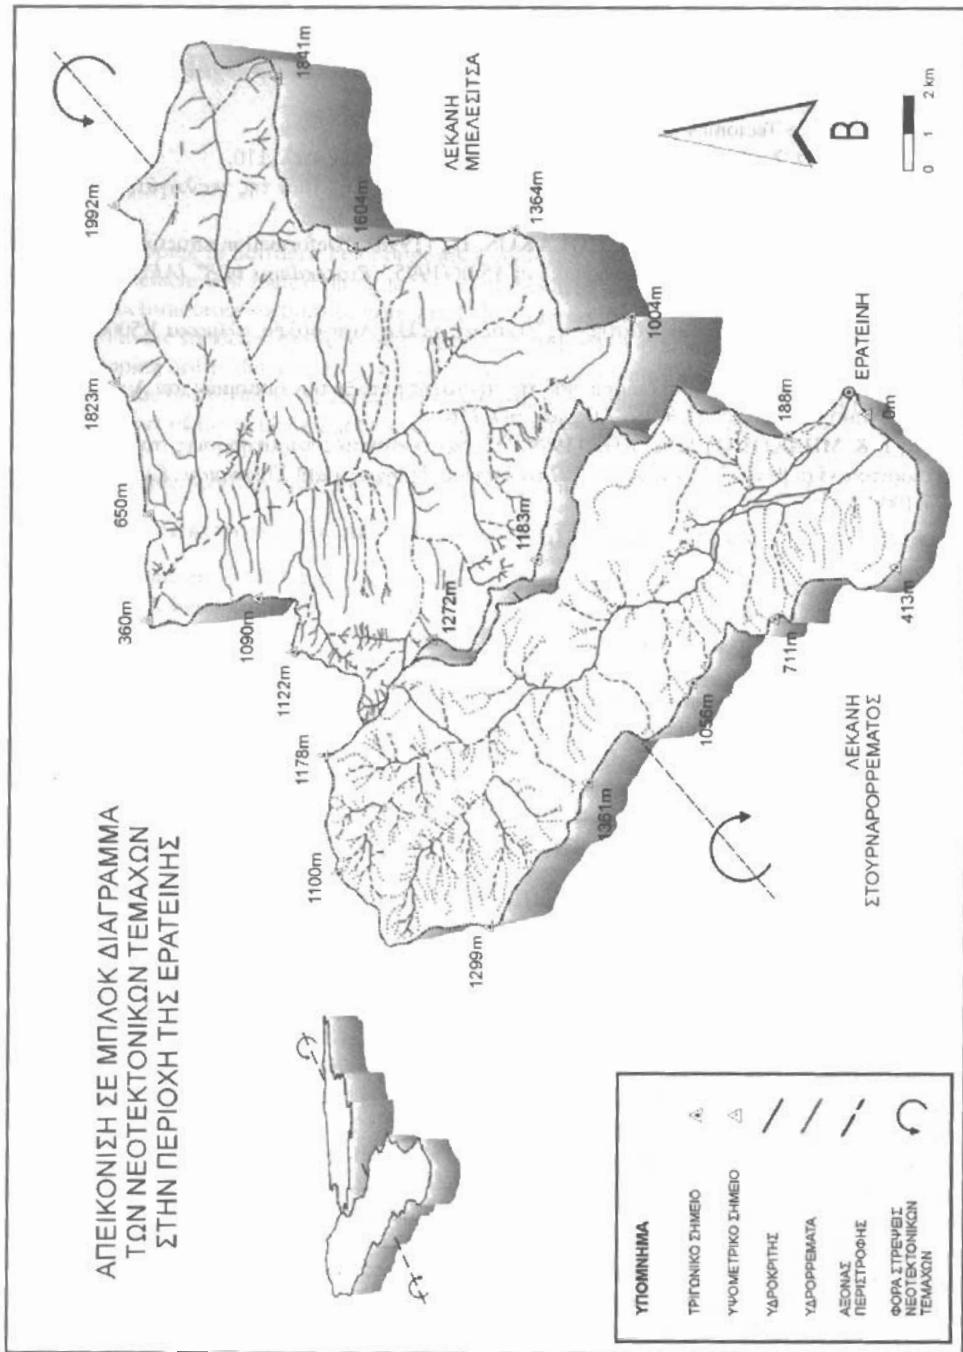 ΑΠΕΙΚΟΝΙΣΗ ΣΕ ΜΠΛΟΚ ΔΙΑΓΡΑΜΜΑ
ΤΩΝ ΝΕΟΤΕΚΤΟΝΙΚΩΝ ΤΕΜΑΧΩΝ
ΣΤΗΝ ΠΕΡΙΟΧΗ ΤΗΣ ΕΡΑΤΕΙΝΗΣ
1992m
1841m
1823m
650m
360m
1090m
1122m
1178m
1100m
1299m
1604m
1364m
1004m
1183m
1272m
188m
0m
413m
711m
1056m
1361m
ΛΕΚΑΝΗ
ΜΠΕΛΕΣΙΤΣΑ
ΕΡΑΤΕΙΝΗ
ΛΕΚΑΝΗ
ΣΤΟΥΡΝΑΡΟΡΡΕΜΑΤΟΣ
Β
0 1 2 km
ΥΠΟΜΝΗΜΑ
ΤΡΙΓΩΝΙΚΟ ΣΗΜΕΙΟ
ΥΨΟΜΕΤΡΙΚΟ ΣΗΜΕΙΟ
ΥΔΡΟΚΡΙΤΗΣ
ΥΔΡΟΡΡΕΜΑΤΑ
ΑΞΟΝΑΣ
ΠΕΡΙΣΤΡΟΦΗΣ
ΦΟΡΑ ΣΤΡΕΨΕΙΣ
ΝΕΟΤΕΚΤΟΝΙΚΩΝ
ΤΕΜΑΧΩΝ